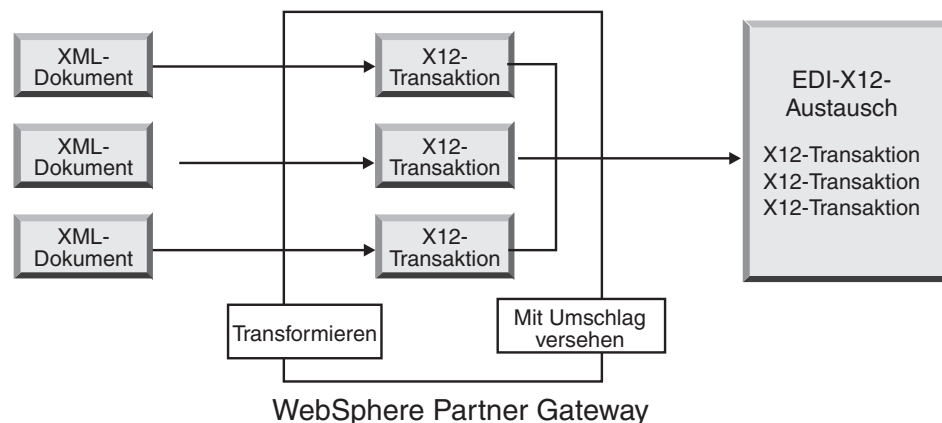 XML-
Dokument
X12-
Transaktion
XML-
Dokument
X12-
Transaktion
XML-
Dokument
X12-
Transaktion
EDI-X12-
Austausch
X12-Transaktion
X12-Transaktion
X12-Transaktion
Transformieren
Mit Umschlag
versehen
WebSphere Partner Gateway